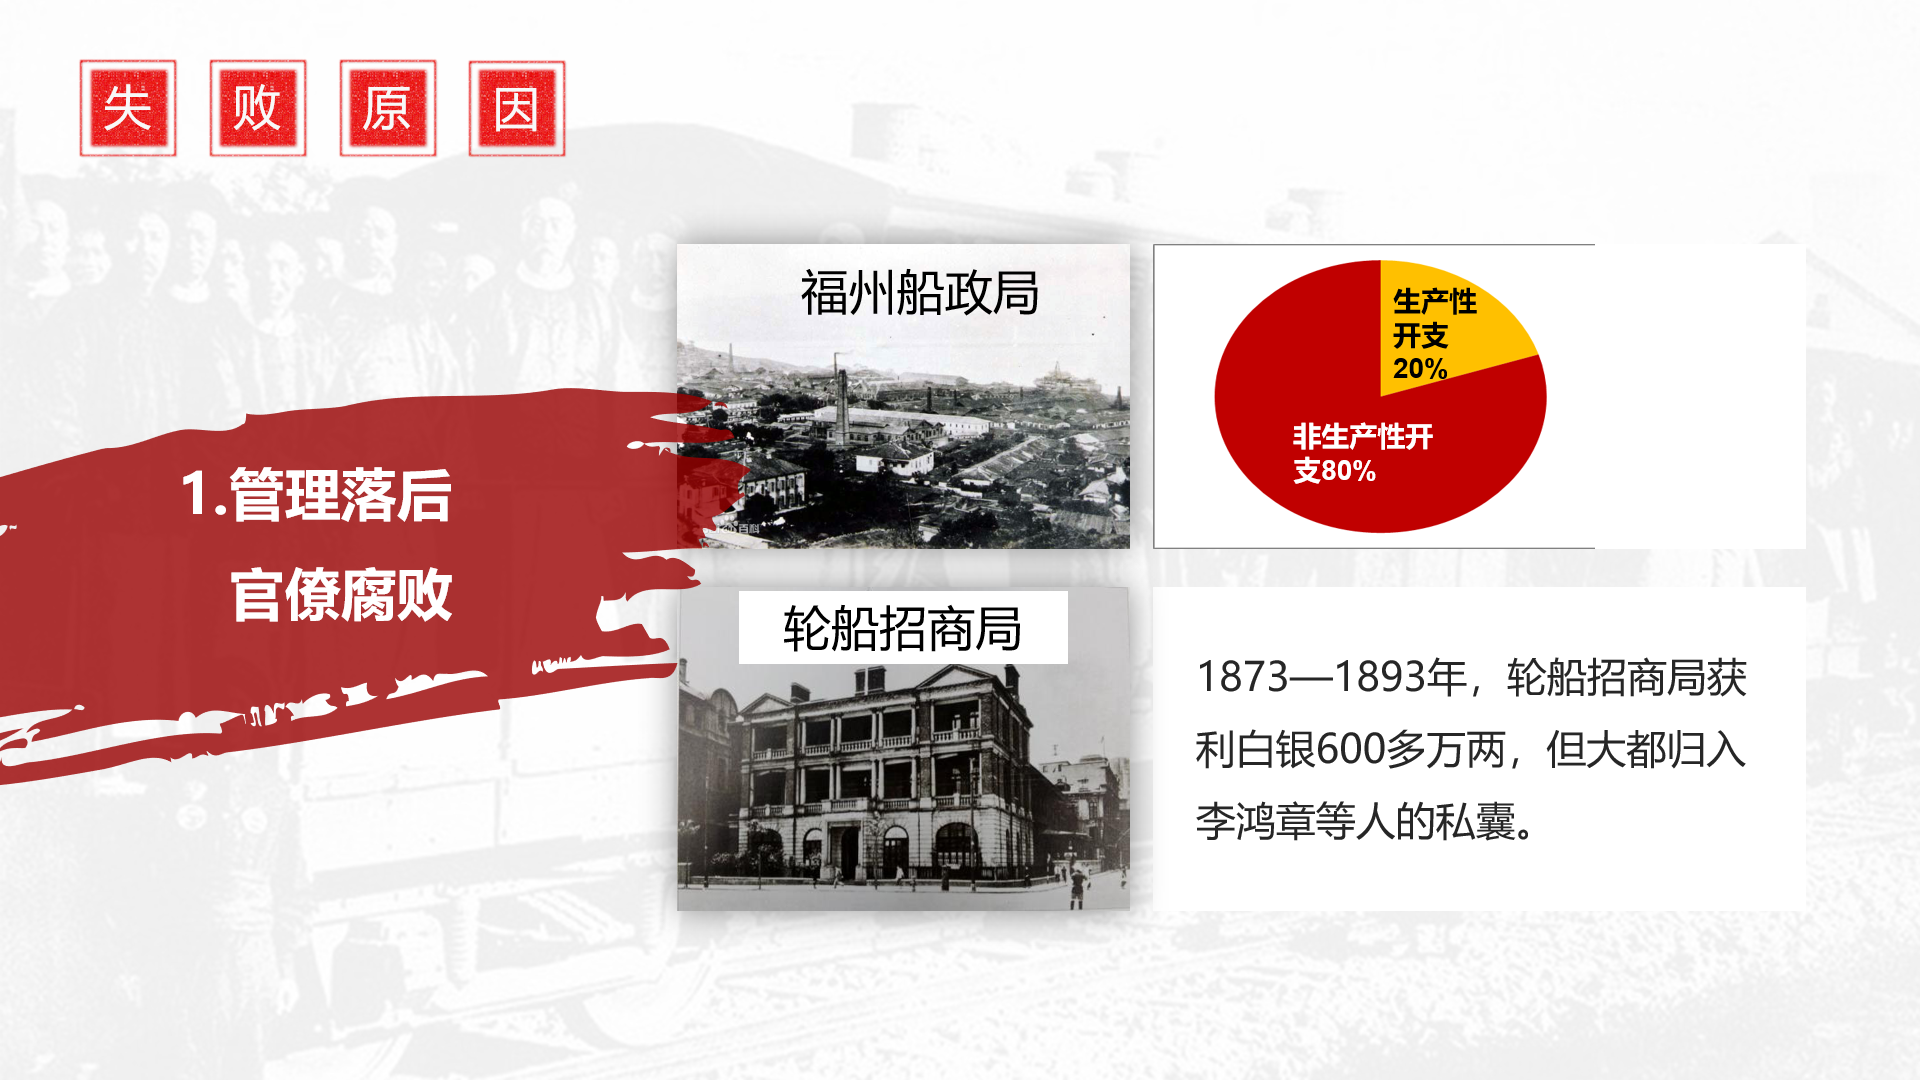 失败原因
1.管理落后
官僚腐败
福州船政局
生产性
开支
20%
非生产性开
支80%
轮船招商局
1873—1893年，轮船招商局获
利白银600多万两，但大都归入
李鸿章等人的私囊。